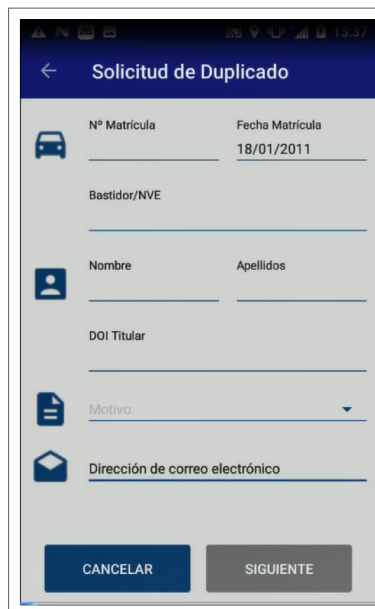 13:37
Solicitud de Duplicado
Nº Matrícula
Fecha Matrícula
18/01/2011
Bastidor/NVE
Nombre
Apellidos
DOI Titular
Motivo
Dirección de correo electrónico
CANCELAR
SIGUIENTE